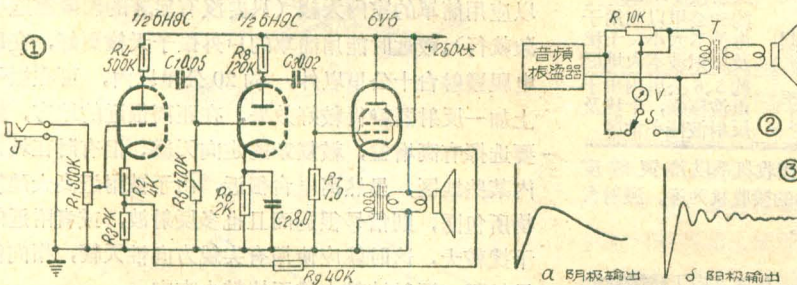 ①
1/2 6H9C
1/2 6H9C
6V6
+250伏
R4
500K
C1 0.05
R8
120K
C3 0.02
J
R1 500K
R2
4K
R3 2K
R5 470K
R6
2K
C2 8.0
R7
1.0
R9 40K
音頻
振盪器
R 10K
T
V
S
②
③
a 阴极输出
δ 阳极输出